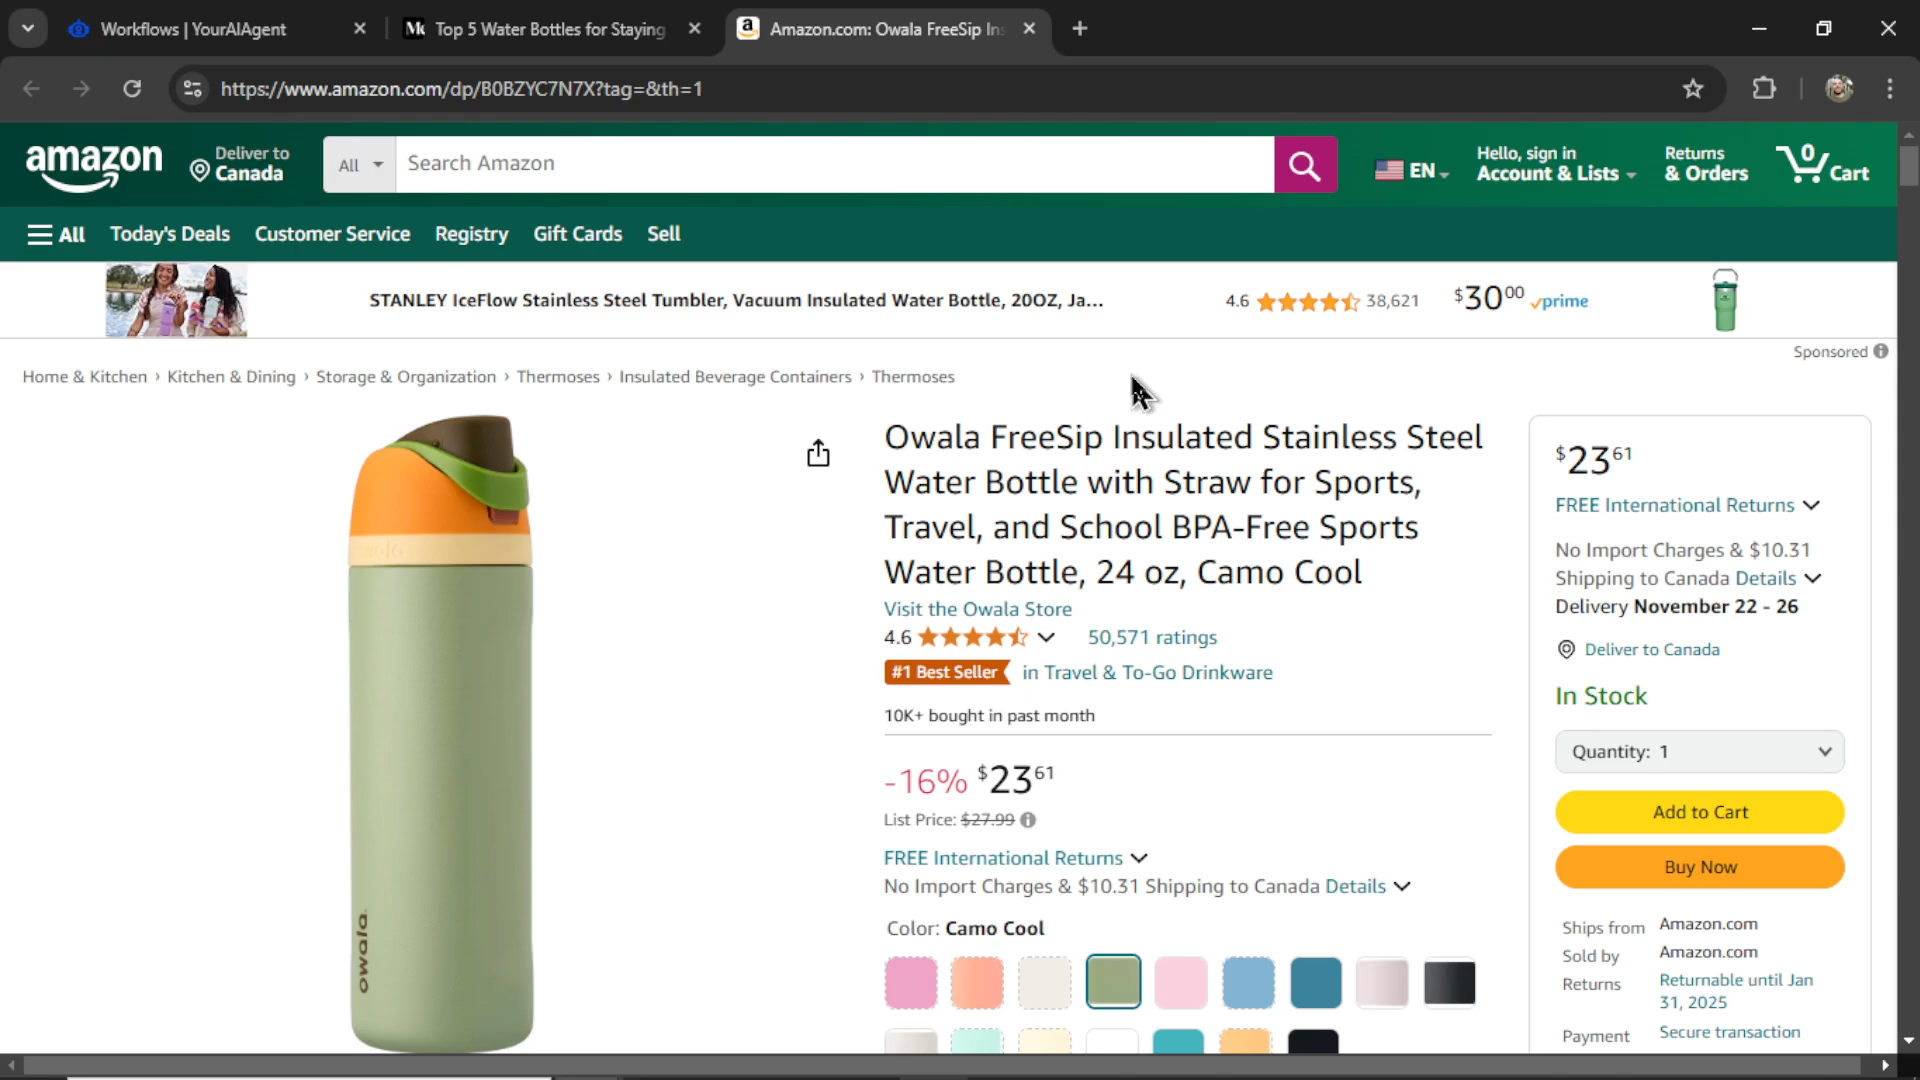 Workflows | YourAIAgent
Top 5 Water Bottles for Staying
Amazon.com: Owala FreeSip Ins
https://www.amazon.com/dp/B0BZYC7N7X?tag=&th=1
amazon
Deliver to
Canada
All
Search Amazon
EN
Hello, sign in
Account & Lists
Returns
& Orders
0
Cart
All
Today's Deals
Customer Service
Registry
Gift Cards
Sell
STANLEY IceFlow Stainless Steel Tumbler, Vacuum Insulated Water Bottle, 20OZ, Ja...
4.6
38,621
$3000
prime
Sponsored
Home & Kitchen › Kitchen & Dining › Storage & Organization › Thermoses › Insulated Beverage Containers › Thermoses
owala
owala
Owala FreeSip Insulated Stainless Steel
Water Bottle with Straw for Sports,
Travel, and School BPA-Free Sports
Water Bottle, 24 oz, Camo Cool
Visit the Owala Store
4.6
50,571 ratings
#1 Best Seller in Travel & To-Go Drinkware
10K+ bought in past month
-16% $2361
List Price: $27.99
FREE International Returns
No Import Charges & $10.31 Shipping to Canada Details
Color: Camo Cool
$2361
FREE International Returns
No Import Charges & $10.31
Shipping to Canada Details
Delivery November 22 - 26
Deliver to Canada
In Stock
Quantity: 1
Add to Cart
Buy Now
Ships from Amazon.com
Sold by Amazon.com
Returns Returnable until Jan
31, 2025
Payment Secure transaction